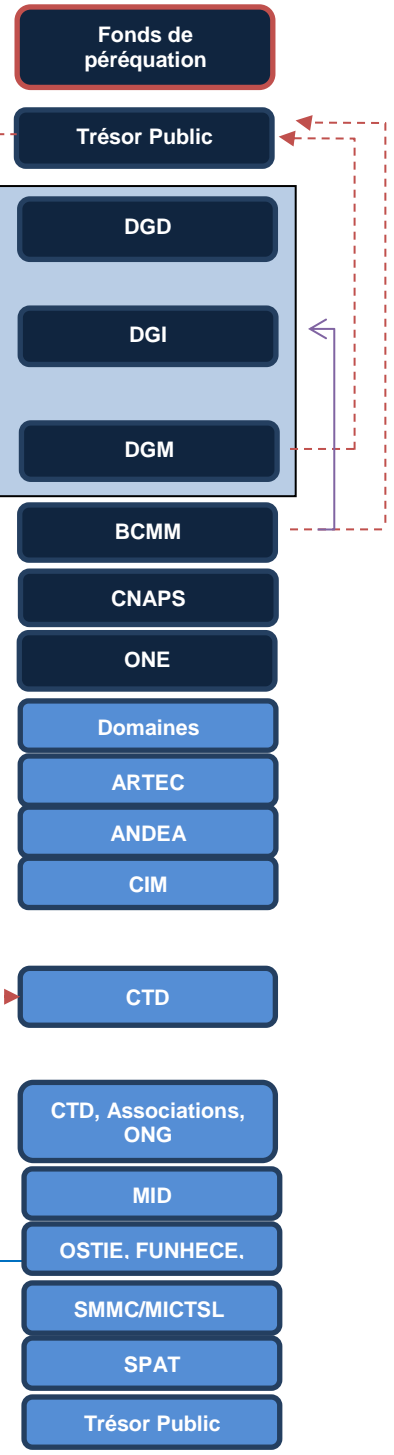 Fonds de
péréquation
Trésor Public
DGD
DGI
DGM
BCMM
CNAPS
ONE
Domaines
ARTEC
ANDEA
CIM
CTD
CTD, Associations,
ONG
MID
OSTIE, FUNHECE,
SMMC/MICTSL
SPAT
Trésor Public